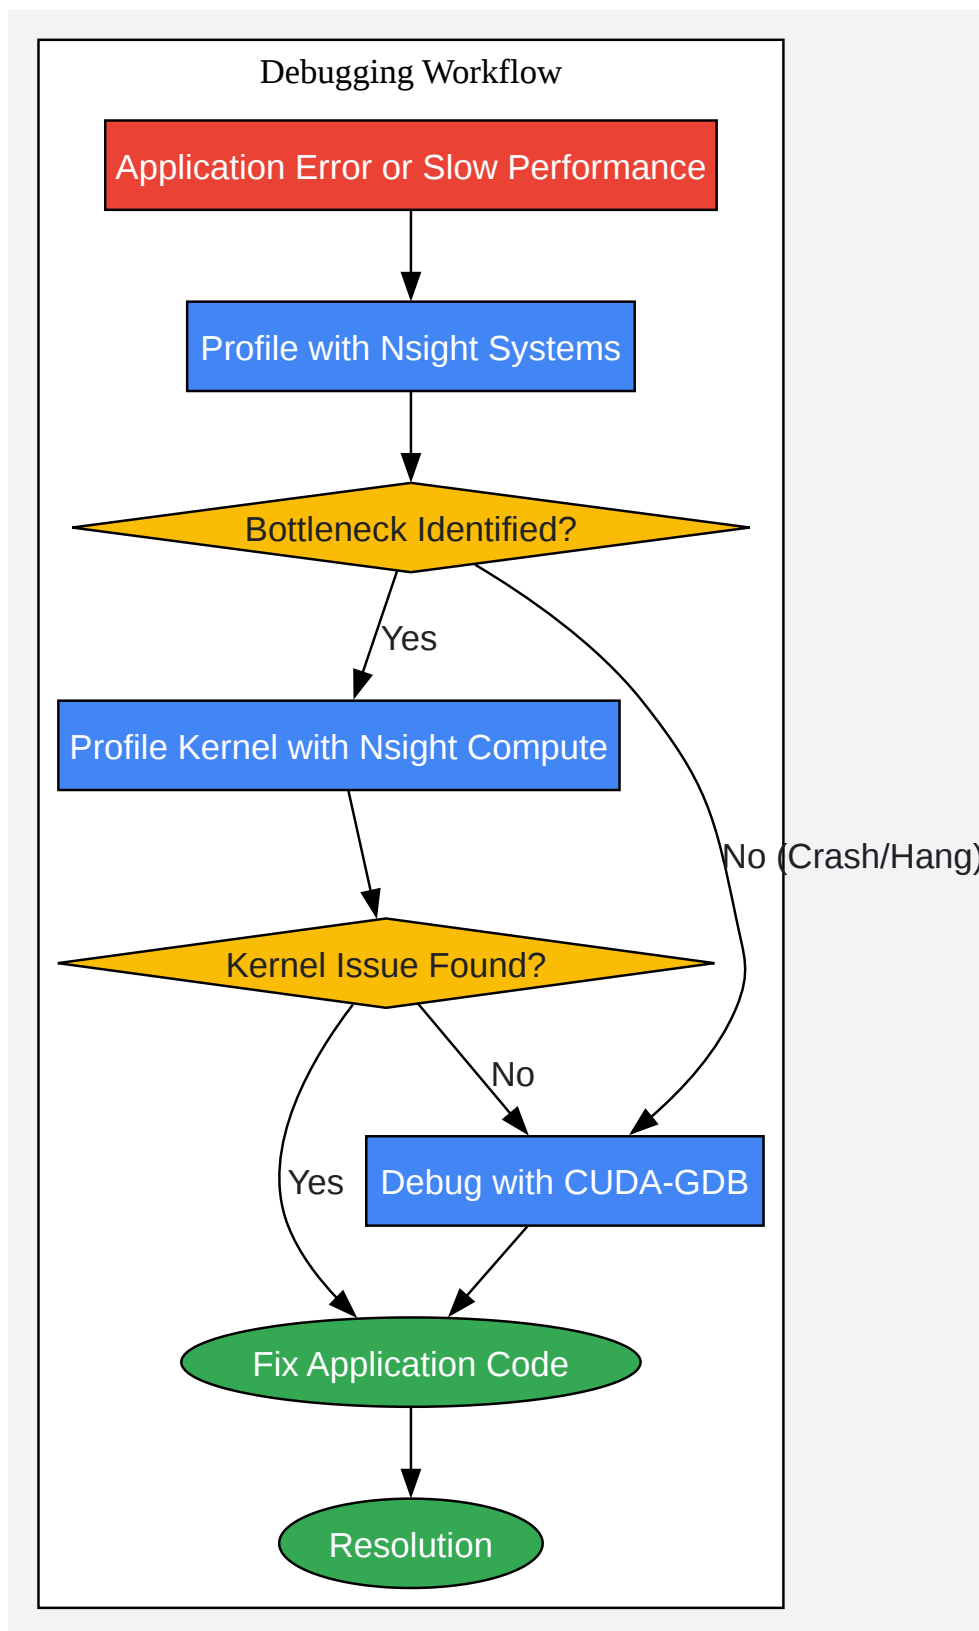 Debugging Workflow
Application Error or Slow Performance
Profile with Nsight Systems
Bottleneck Identified?
Yes
Profile Kernel with Nsight Compute
No (Crash/Hang)
Kernel Issue Found?
No
Yes
Debug with CUDA-GDB
Fix Application Code
Resolution